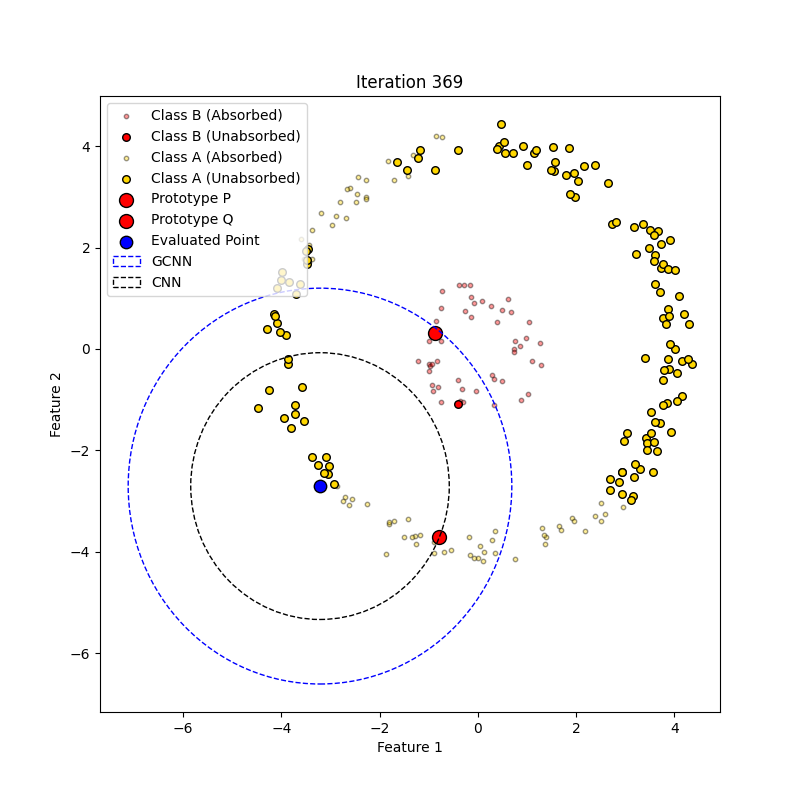 Iteration 369
Class B (Absorbed)
Class B (Unabsorbed)
Class A (Absorbed)
Class A (Unabsorbed)
Prototype P
Prototype Q
Evaluated Point
GCNN
CNN
4
2
0
−2
−4
−6
Feature 2
−6 −4 −2 0 2 4
Feature 1